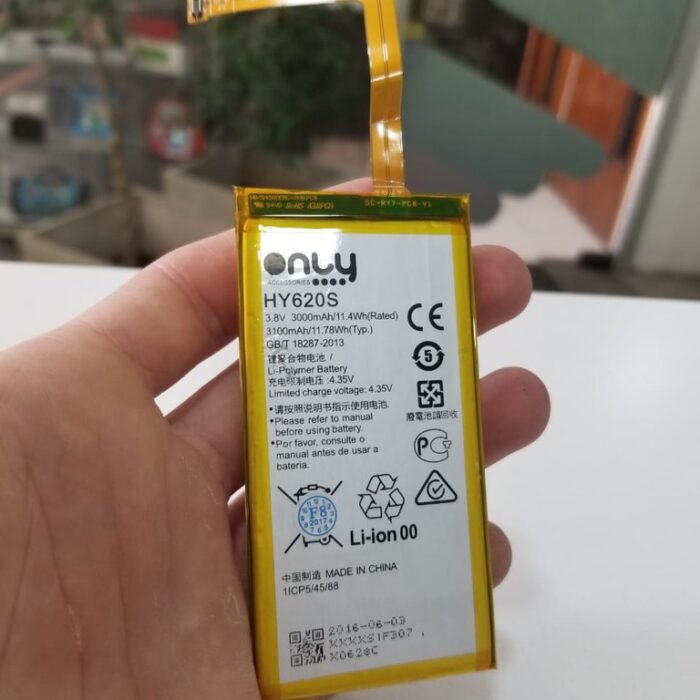 94V0 RoHS
SC-RY7-PCB-V1
ONLY
ACCESSORIES
HY620S
3.8V 3000mAh/11.4Wh(Rated)
3100mAh/11.78Wh(Typ.)
GB/T 18287-2013
锂聚合物电池 /
Li-Polymer Battery
充电限制电压: 4.35V
Limited charge voltage: 4.35V
•请按照说明书指示使用电池.
•Please refer to manual
before using battery.
•Por favor, consulte o
manual antes de usar a
bateria.
CE
5
廢電池請回收
F8
2017
Li-ion 00
中国制造 MADE IN CHINA
1ICP5/45/88
2016-06-03
XXXXSIF307
X0628C